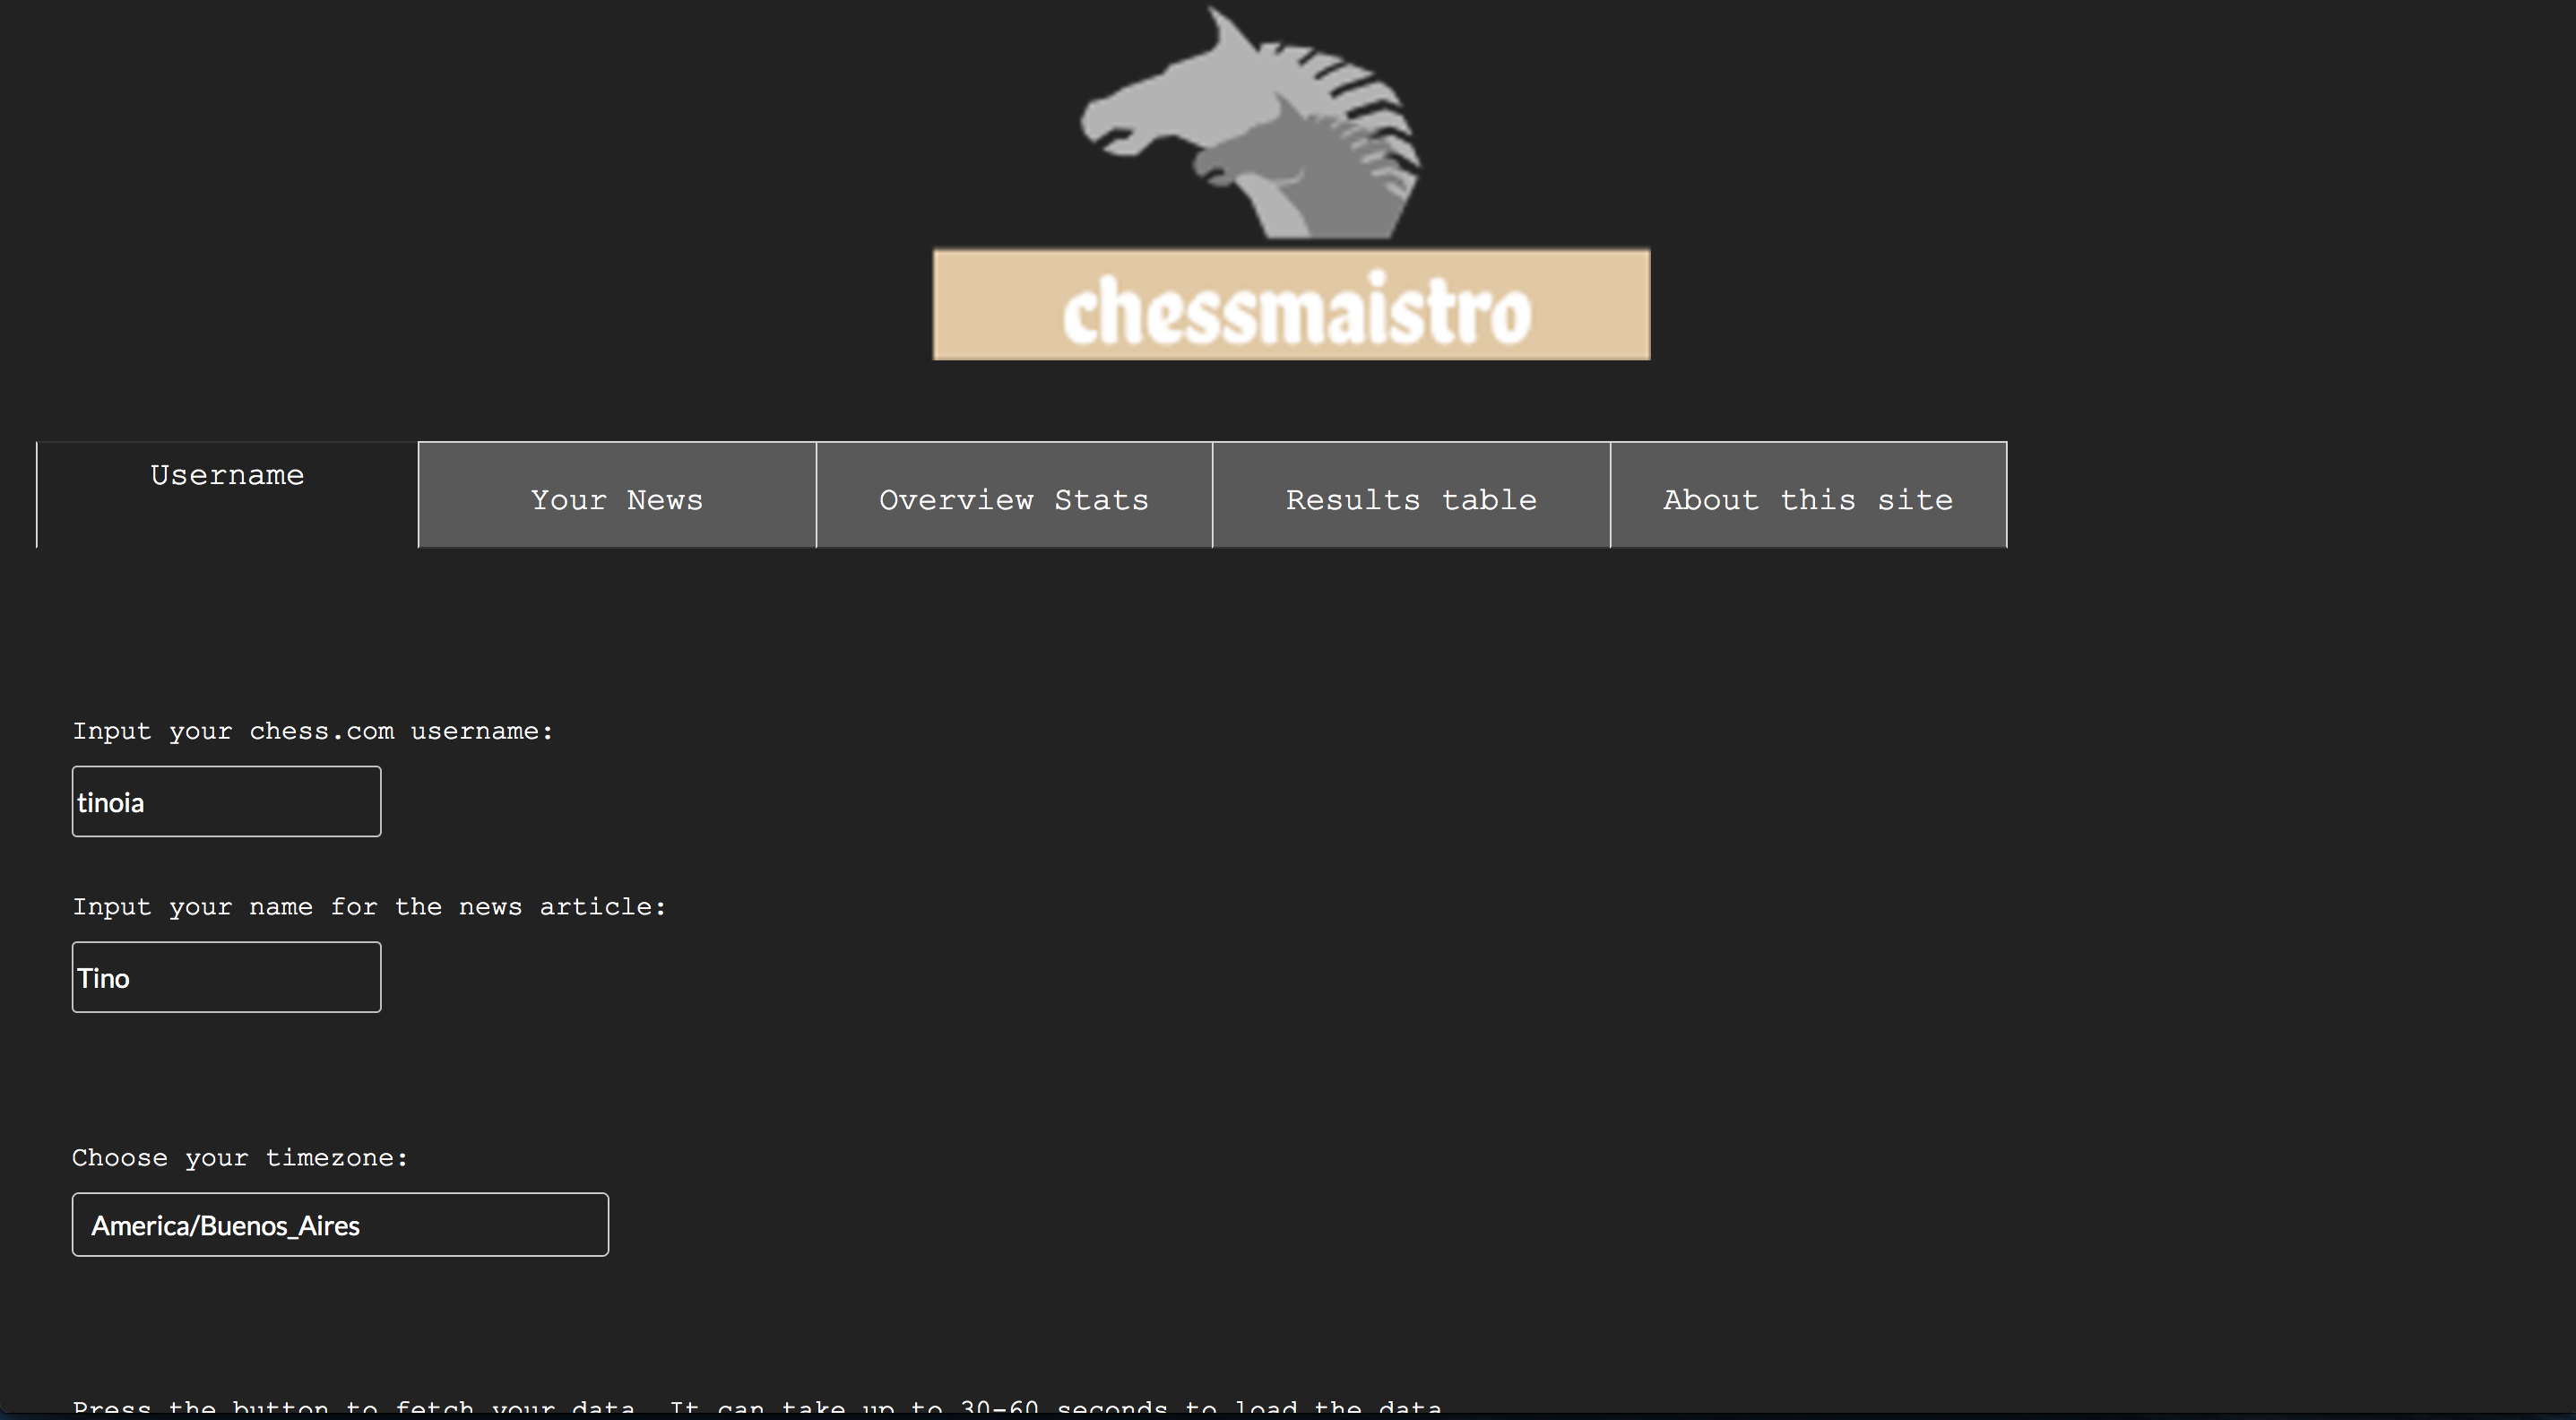 chessmaistro
Username
Your News
Overview Stats
Results table
About this site
Input your chess.com username:
tinoia
Input your name for the news article:
Tino
Choose your timezone:
America/Buenos_Aires
Press the button to fetch your data. It can take up to 30-60 seconds to load the data